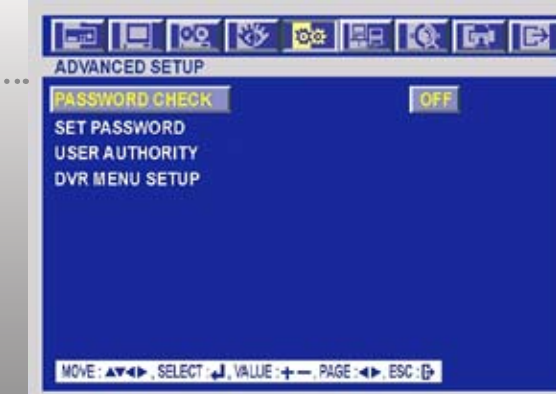 ADVANCED SETUP
PASSWORD CHECK OFF
SET PASSWORD
USER AUTHORITY
DVR MENU SETUP
MOVE : ▲▼◀▶ , SELECT : ↲ , VALUE : + − , PAGE : ◀▶ , ESC :